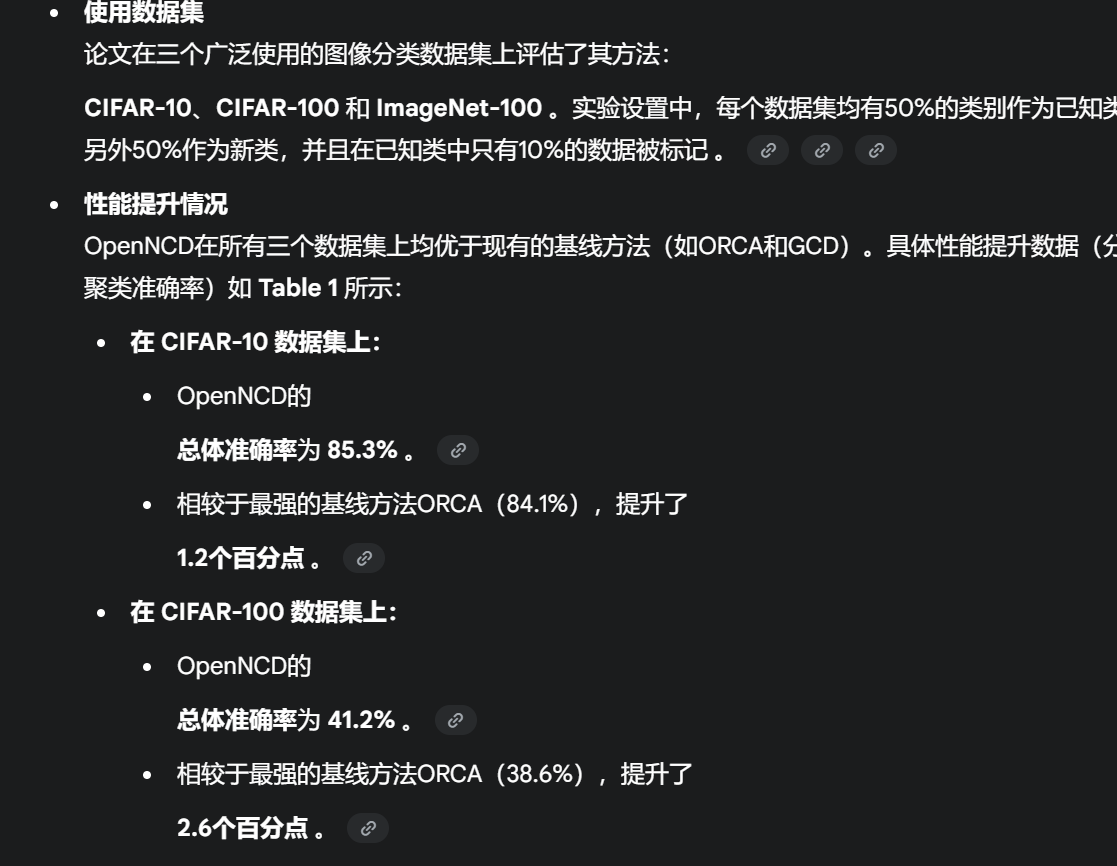 使用数据集
论文在三个广泛使用的图像分类数据集上评估了其方法：
CIFAR-10、CIFAR-100 和 ImageNet-100 。实验设置中，每个数据集均有50%的类别作为已知类
另外50%作为新类，并且在已知类中只有10%的数据被标记 。
性能提升情况
OpenNCD在所有三个数据集上均优于现有的基线方法（如ORCA和GCD）。具体性能提升数据（分
聚类准确率）如 Table 1 所示：
在 CIFAR-10 数据集上：
OpenNCD的
总体准确率为 85.3% 。
相较于最强的基线方法ORCA（84.1%），提升了
1.2个百分点 。
在 CIFAR-100 数据集上：
OpenNCD的
总体准确率为 41.2% 。
相较于最强的基线方法ORCA（38.6%），提升了
2.6个百分点 。